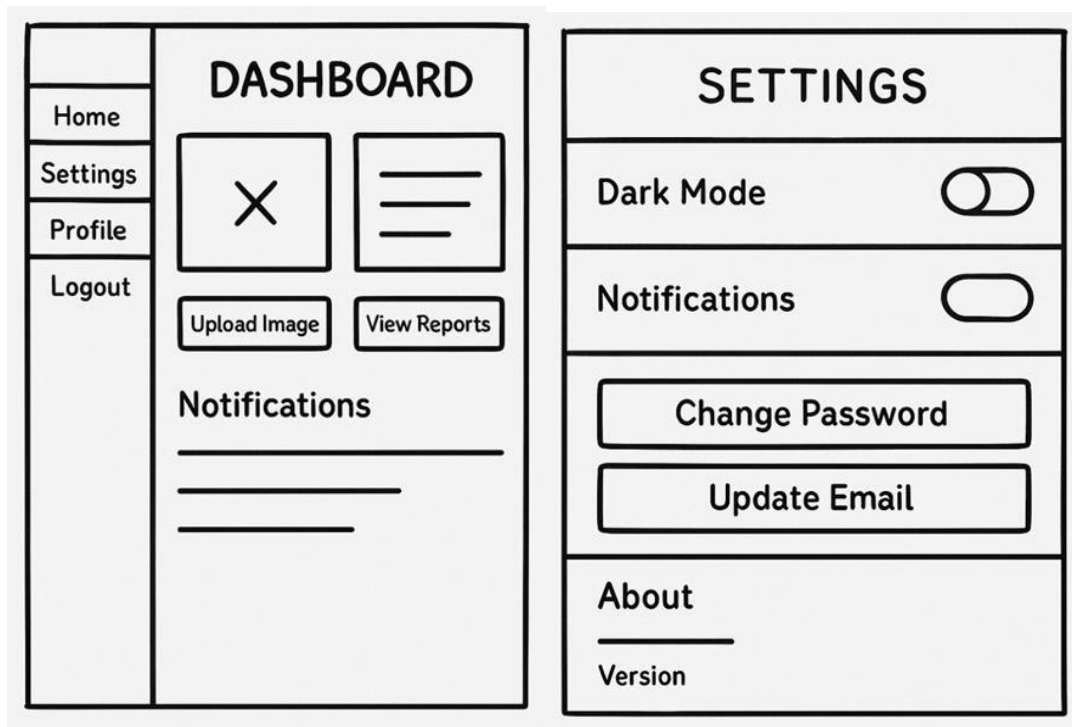 DASHBOARD
Home
Settings
Profile
Logout
Upload Image
View Reports
Notifications
SETTINGS
Dark Mode
Notifications
Change Password
Update Email
About
Version